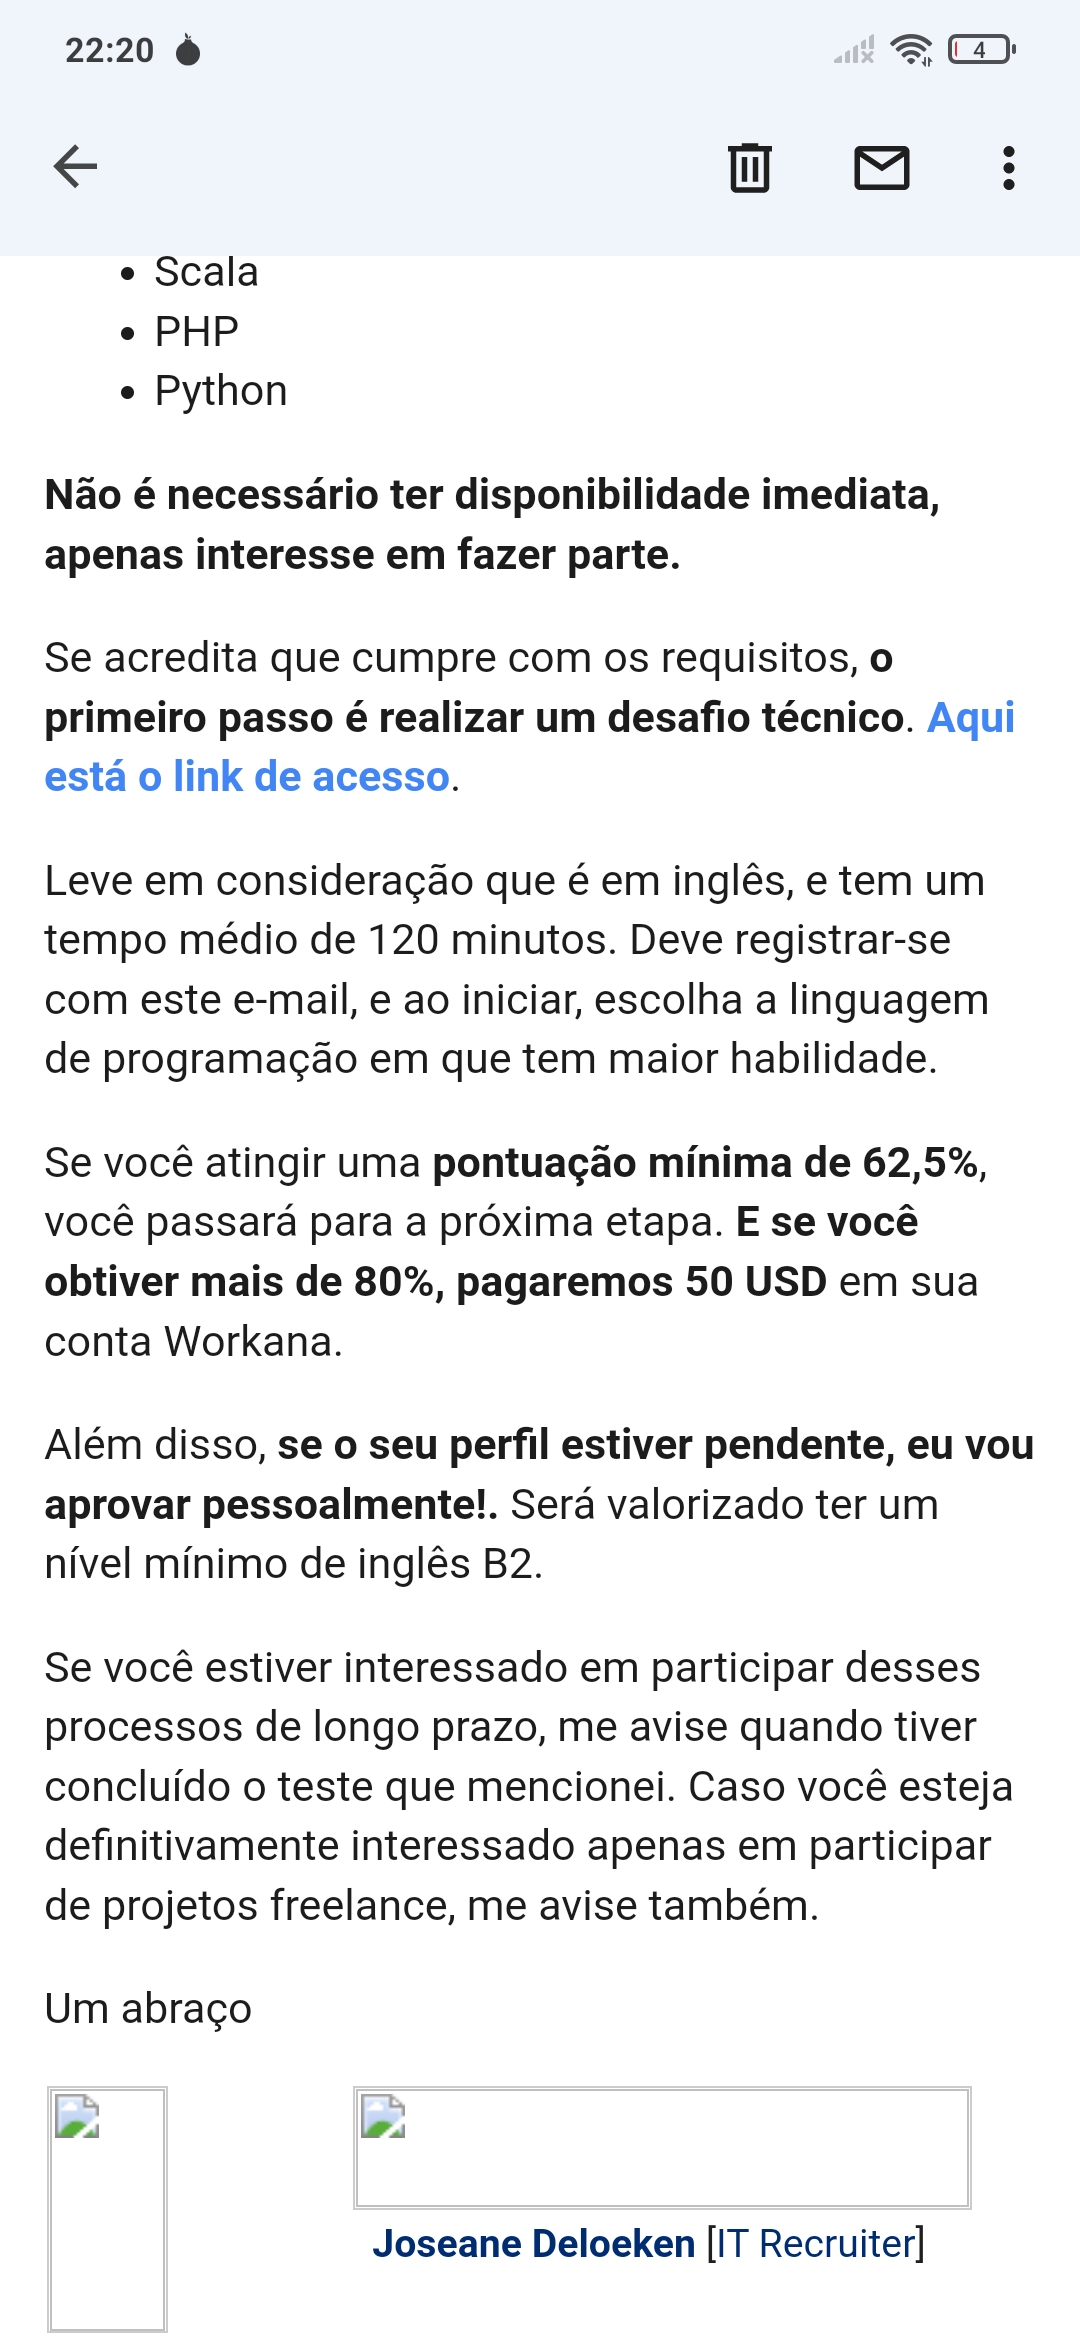 22:20
4
Scala
PHP
Python
Não é necessário ter disponibilidade imediata,
apenas interesse em fazer parte.
Se acredita que cumpre com os requisitos, o
primeiro passo é realizar um desafio técnico. Aqui
está o link de acesso.
Leve em consideração que é em inglês, e tem um
tempo médio de 120 minutos. Deve registrar-se
com este e-mail, e ao iniciar, escolha a linguagem
de programação em que tem maior habilidade.
Se você atingir uma pontuação mínima de 62,5%,
você passará para a próxima etapa. E se você
obtiver mais de 80%, pagaremos 50 USD em sua
conta Workana.
Além disso, se o seu perfil estiver pendente, eu vou
aprovar pessoalmente!. Será valorizado ter um
nível mínimo de inglês B2.
Se você estiver interessado em participar desses
processos de longo prazo, me avise quando tiver
concluído o teste que mencionei. Caso você esteja
definitivamente interessado apenas em participar
de projetos freelance, me avise também.
Um abraço
Joseane Deloeken [IT Recruiter]